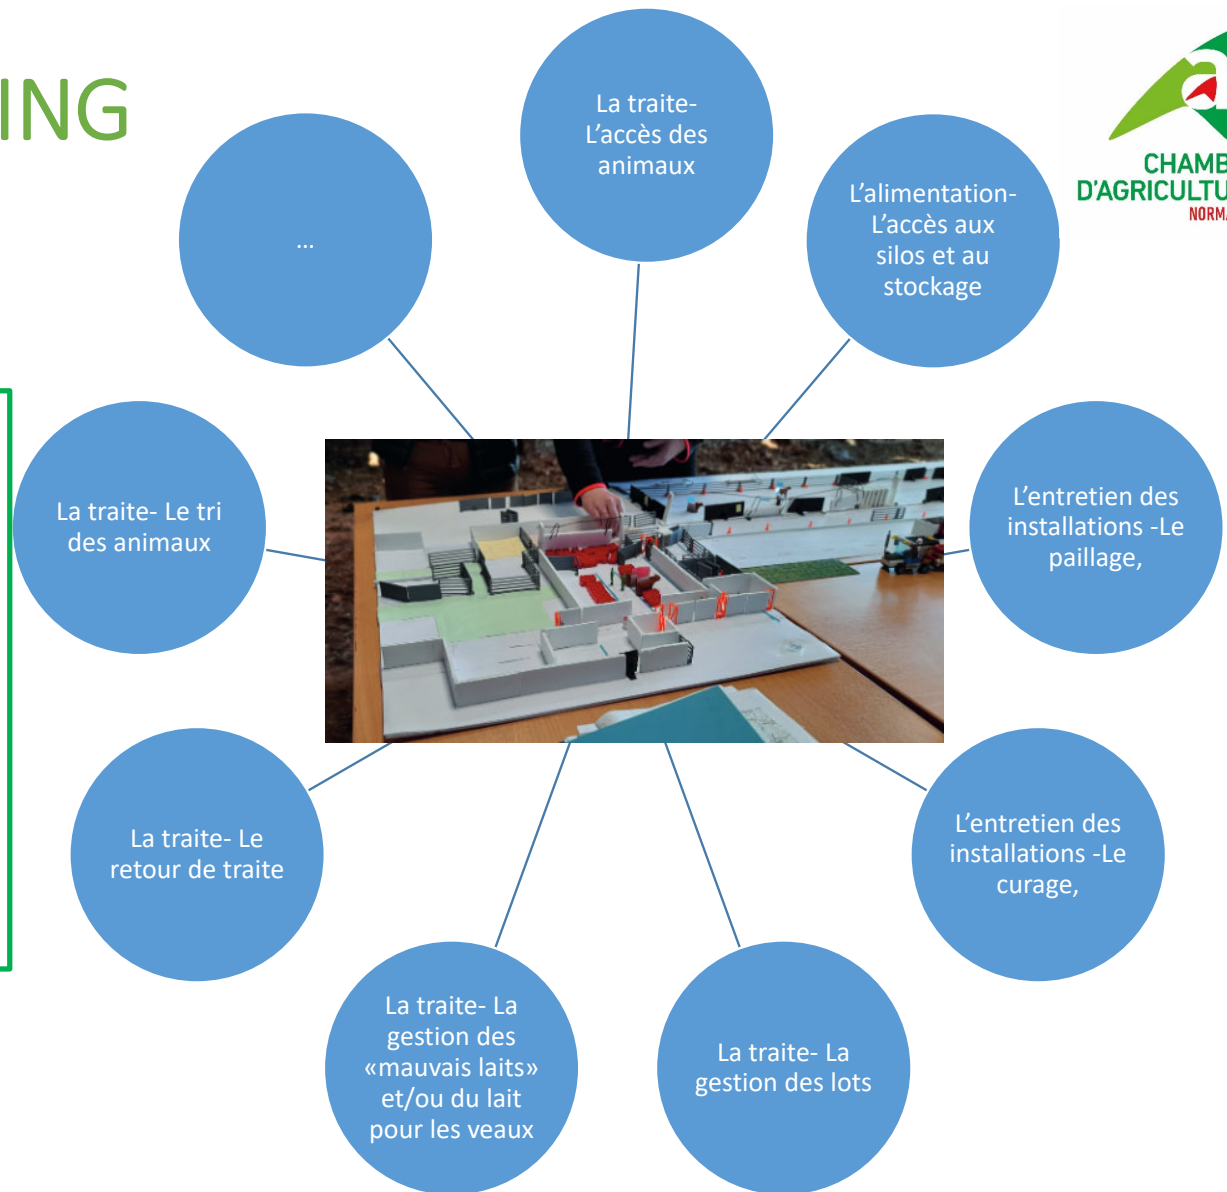 ING
CHAMB
D'AGRICULTU
NORMA
La traite-
L'accès des
animaux
L'alimentation-
L'accès aux
silos et au
stockage
L'entretien des
installations -Le
paillage,
L'entretien des
installations -Le
curage,
La traite- La
gestion des lots
La traite- La
gestion des
«mauvais laits»
et/ou du lait
pour les veaux
La traite- Le
retour de traite
La traite- Le tri
des animaux
...